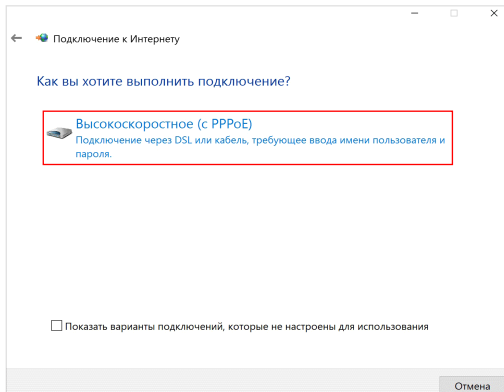 Подключение к Интернету
Как вы хотите выполнить подключение?
Высокоскоростное (с PPPoE)
Подключение через DSL или кабель, требующее ввода имени пользователя и
пароля.
Показать варианты подключений, которые не настроены для использования
Отмена